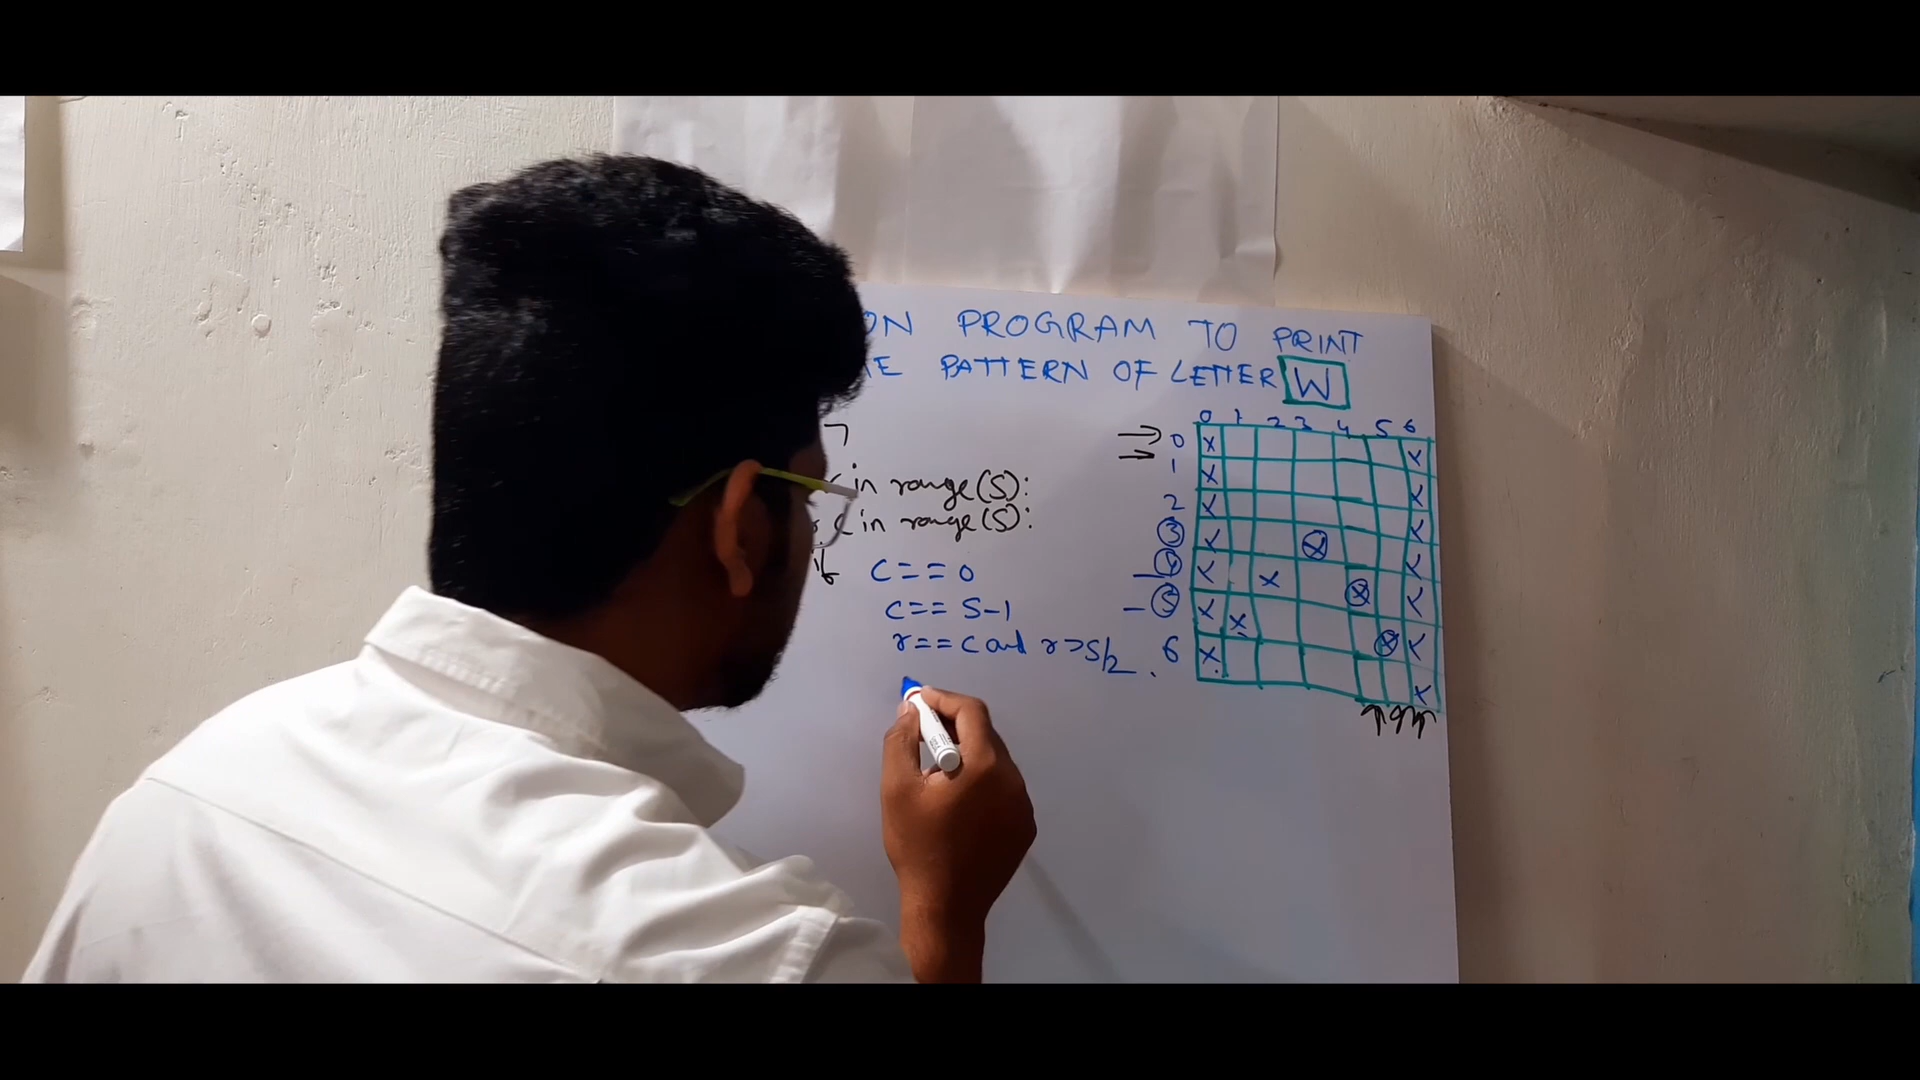 ON PROGRAM TO PRINT
E PATTERN OF LETTER W
7
in range(S):
c in range(S):
if c==0
c==S-1
r==c and r>S/2.
0 1 2 3 4 5 6
0 x x
1 x x
2 x x
3 x x x
4 x x x x
5 x x x x
6 x x